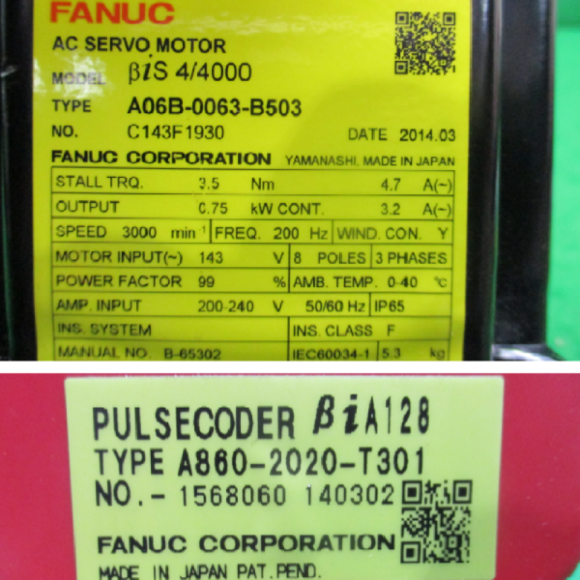 FANUC
AC SERVO MOTOR
MODEL βiS 4/4000
TYPE A06B-0063-B503
NO. C143F1930 DATE 2014.03
FANUC CORPORATION YAMANASHI, MADE IN JAPAN
STALL TRQ. 3.5 Nm 4.7 A(~)
OUTPUT 0.75 kW CONT. 3.2 A(~)
SPEED 3000 min⁻¹ FREQ. 200 Hz WIND. CON. Y
MOTOR INPUT(~) 143 V 8 POLES 3 PHASES
POWER FACTOR 99 % AMB. TEMP. 0-40 ℃
AMP. INPUT 200-240 V 50/60 Hz IP65
INS. SYSTEM INS. CLASS F
MANUAL NO. B-65302 IEC60034-1 5.3 kg
PULSECODER βiA128
TYPE A860-2020-T301
NO.- 1568060 140302
FANUC CORPORATION
MADE IN JAPAN PAT.PEND.